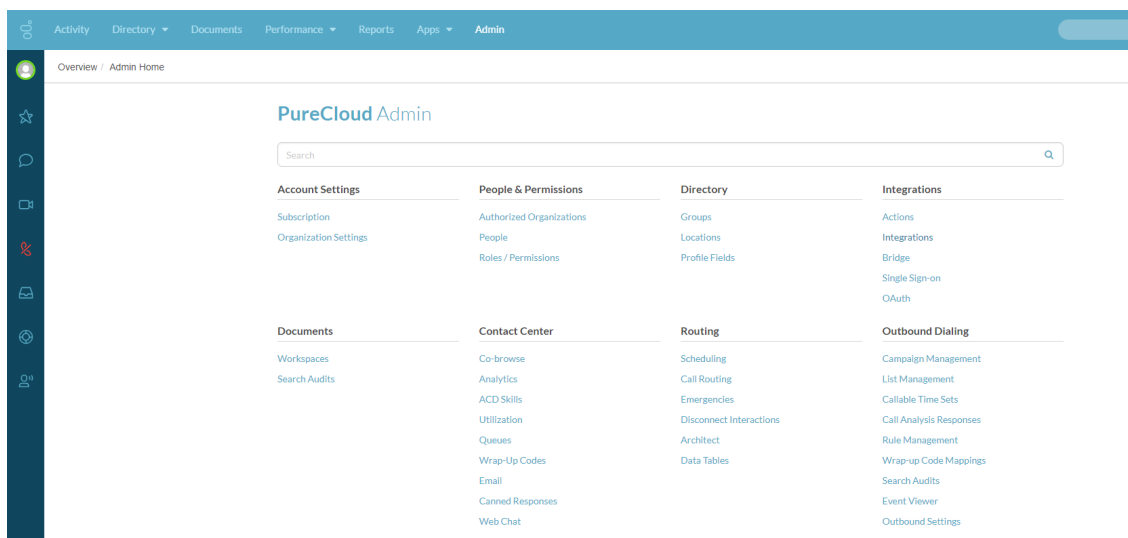 Activity Directory Documents Performance Reports Apps Admin
Overview / Admin Home
PureCloud Admin
Search
Account Settings
Subscription
Organization Settings
People & Permissions
Authorized Organizations
People
Roles / Permissions
Directory
Groups
Locations
Profile Fields
Integrations
Actions
Integrations
Bridge
Single Sign-on
OAuth
Documents
Workspaces
Search Audits
Contact Center
Co-browse
Analytics
ACD Skills
Utilization
Queues
Wrap-Up Codes
Email
Canned Responses
Web Chat
Routing
Scheduling
Call Routing
Emergencies
Disconnect Interactions
Architect
Data Tables
Outbound Dialing
Campaign Management
List Management
Callable Time Sets
Call Analysis Responses
Rule Management
Wrap-up Code Mappings
Search Audits
Event Viewer
Outbound Settings